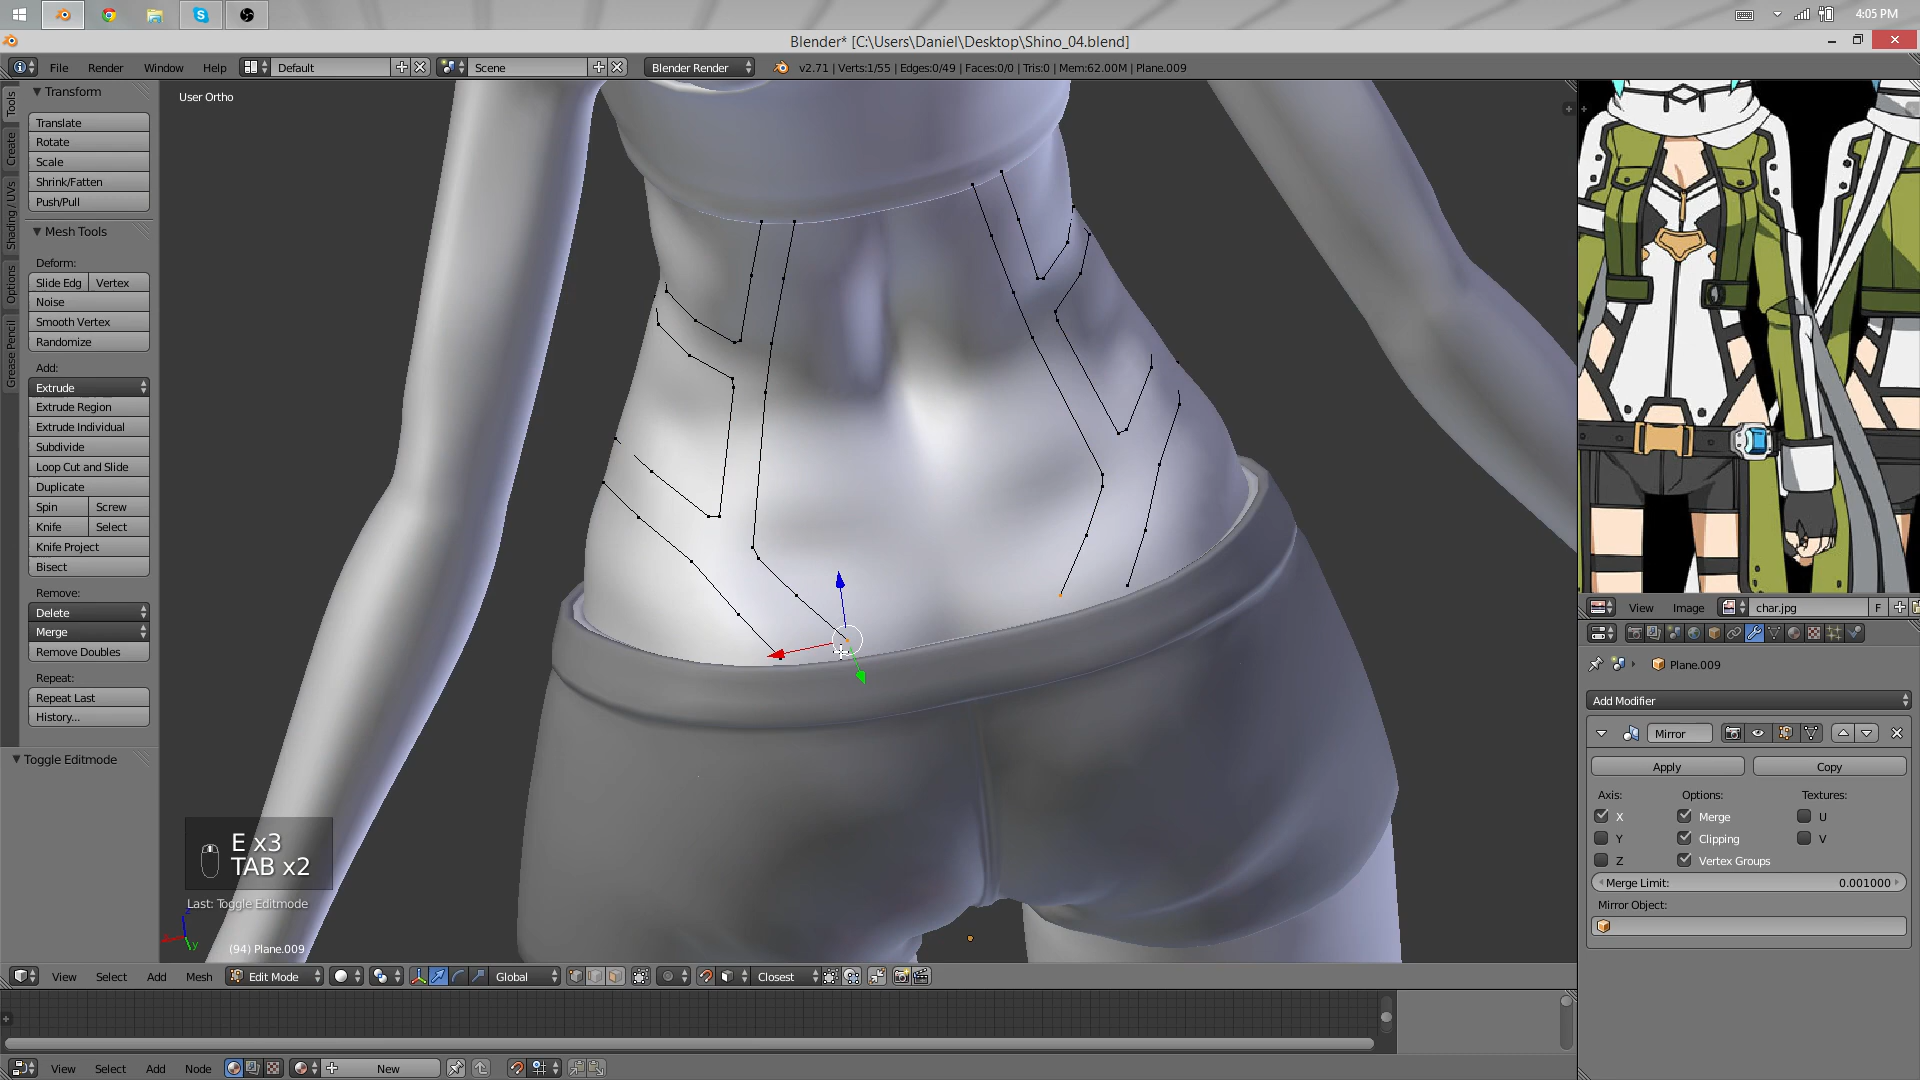 4:05 PM
Blender* [C:\Users\Daniel\Desktop\Shino_04.blend]
File Render Window Help Default Scene Blender Render v2.71 | Verts:1/55 | Edges:0/49 | Faces:0/0 | Tris:0 | Mem:62.00M | Plane.009
Tools
Create
Shading / UVs
Options
Grease Pencil
Transform
Translate
Rotate
Scale
Shrink/Fatten
Push/Pull
Mesh Tools
Deform:
Slide Edg Vertex
Noise
Smooth Vertex
Randomize
Add:
Extrude
Extrude Region
Extrude Individual
Subdivide
Loop Cut and Slide
Duplicate
Spin Screw
Knife Select
Knife Project
Bisect
Remove:
Delete
Merge
Remove Doubles
Repeat:
Repeat Last
History...
Toggle Editmode
User Ortho
E x3
TAB x2
Last: Toggle Editmode
z
y
(94) Plane.009
View Select Add Mesh Edit Mode Global Closest
View Select Add Node New
View Image char.jpg F
Plane.009
Add Modifier
Mirror
Apply Copy
Axis: Options: Textures:
X Merge U
Y Clipping V
Z Vertex Groups
Merge Limit: 0.001000
Mirror Object: